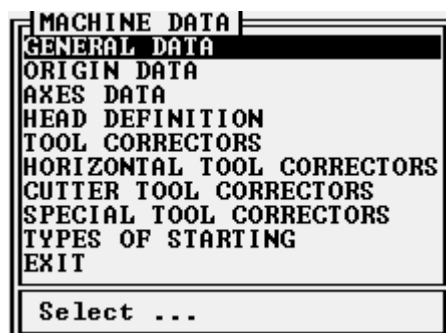 MACHINE DATA
GENERAL DATA
ORIGIN DATA
AXES DATA
HEAD DEFINITION
TOOL CORRECTORS
HORIZONTAL TOOL CORRECTORS
CUTTER TOOL CORRECTORS
SPECIAL TOOL CORRECTORS
TYPES OF STARTING
EXIT
Select ...